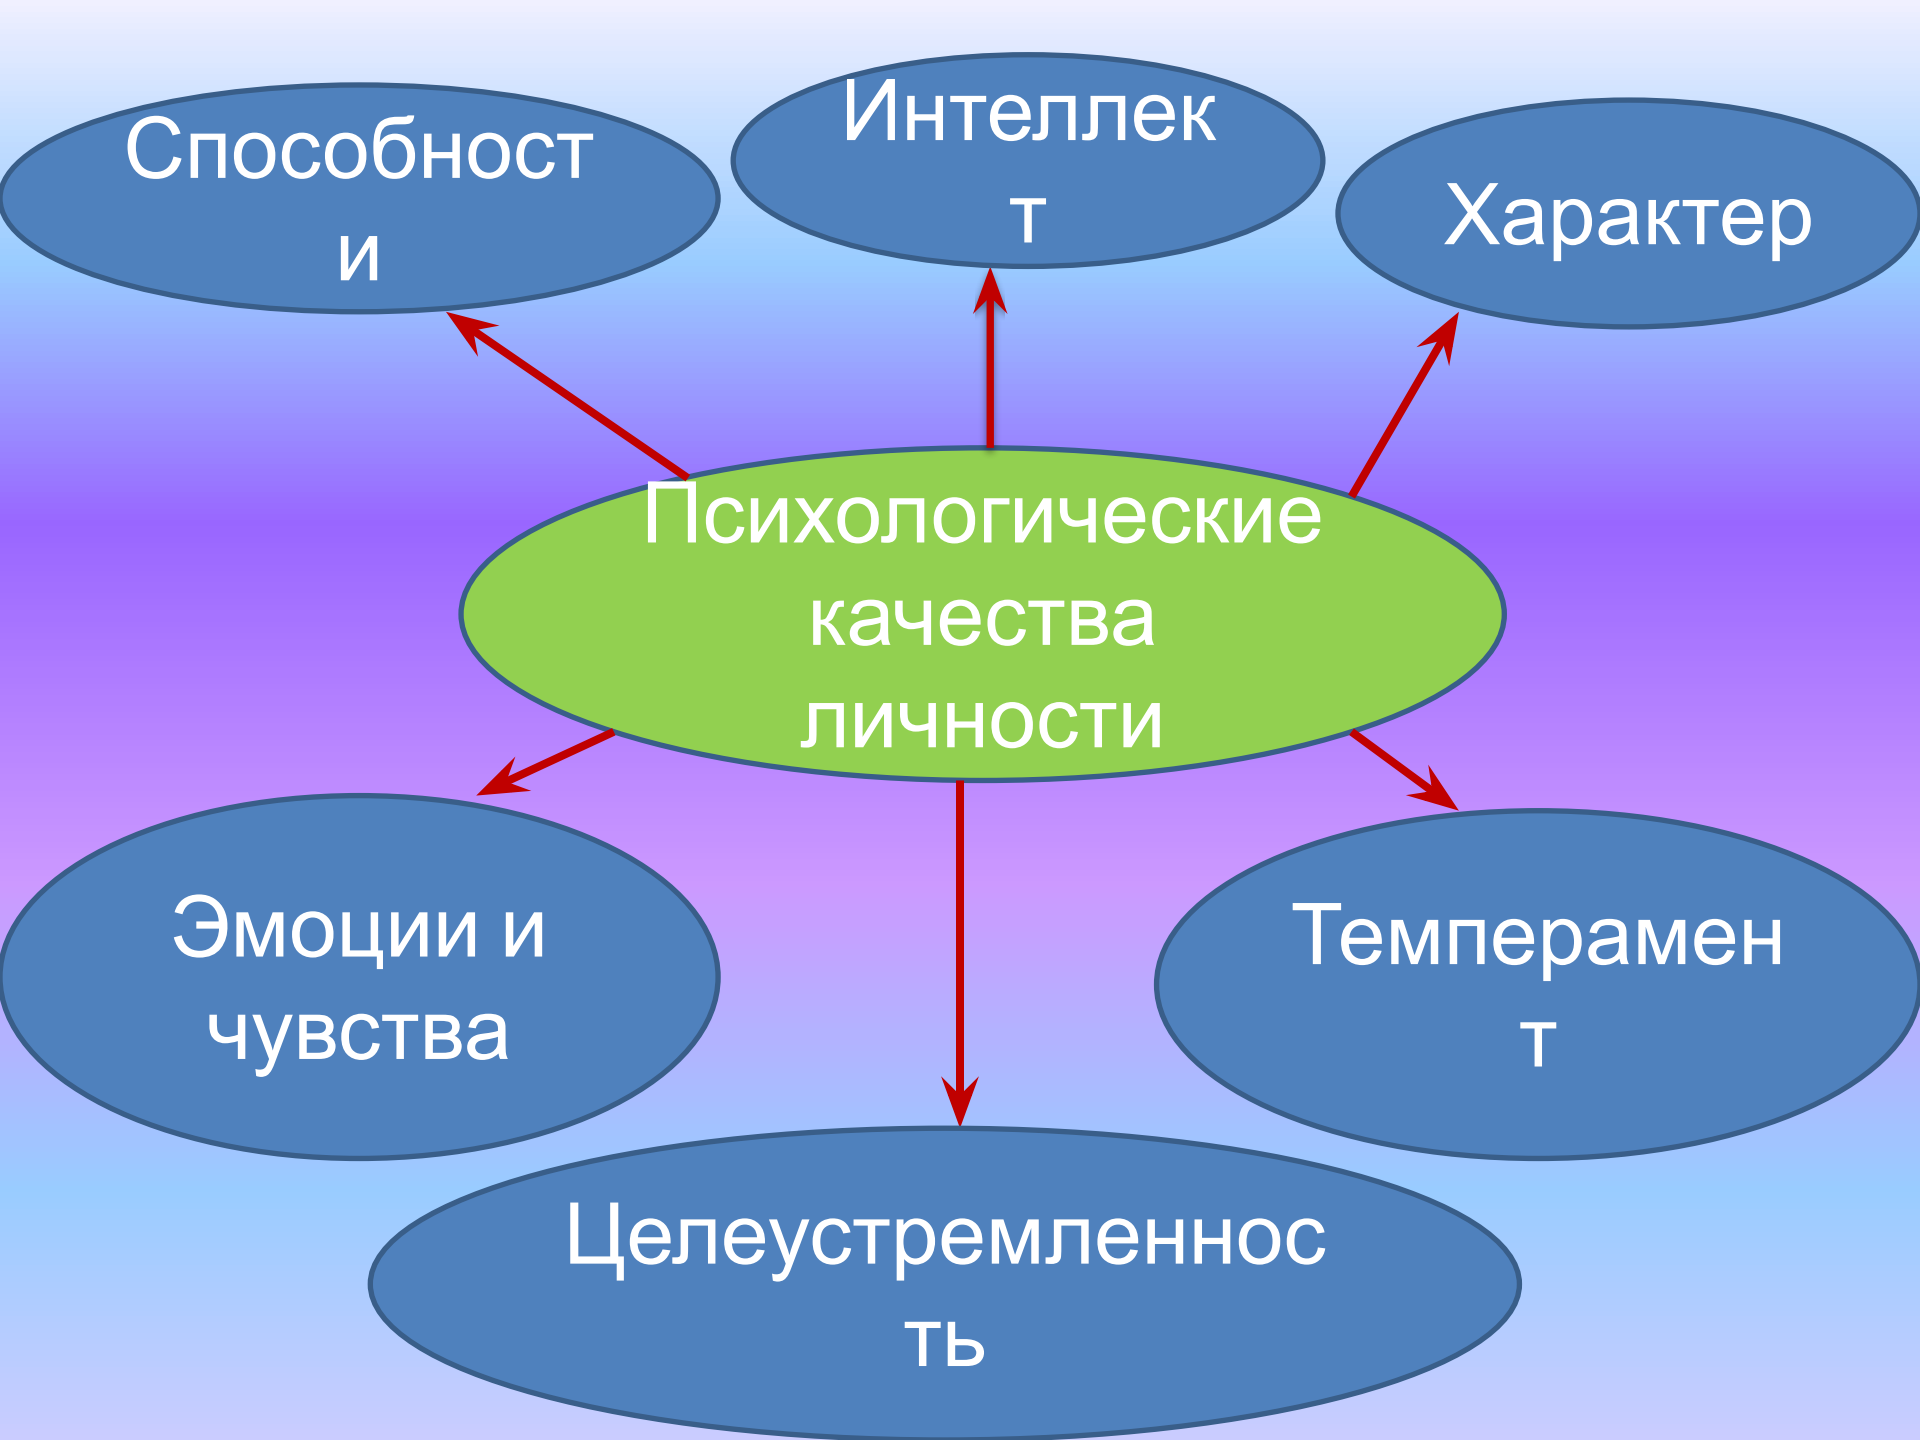 Способност
и
Интеллек
т
Характер
Психологические
качества
личности
Эмоции и
чувства
Темперамен
т
Целеустремленнос
ть